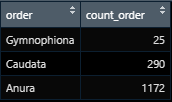 order count_order
Gymnophiona 25
Caudata 290
Anura 1172